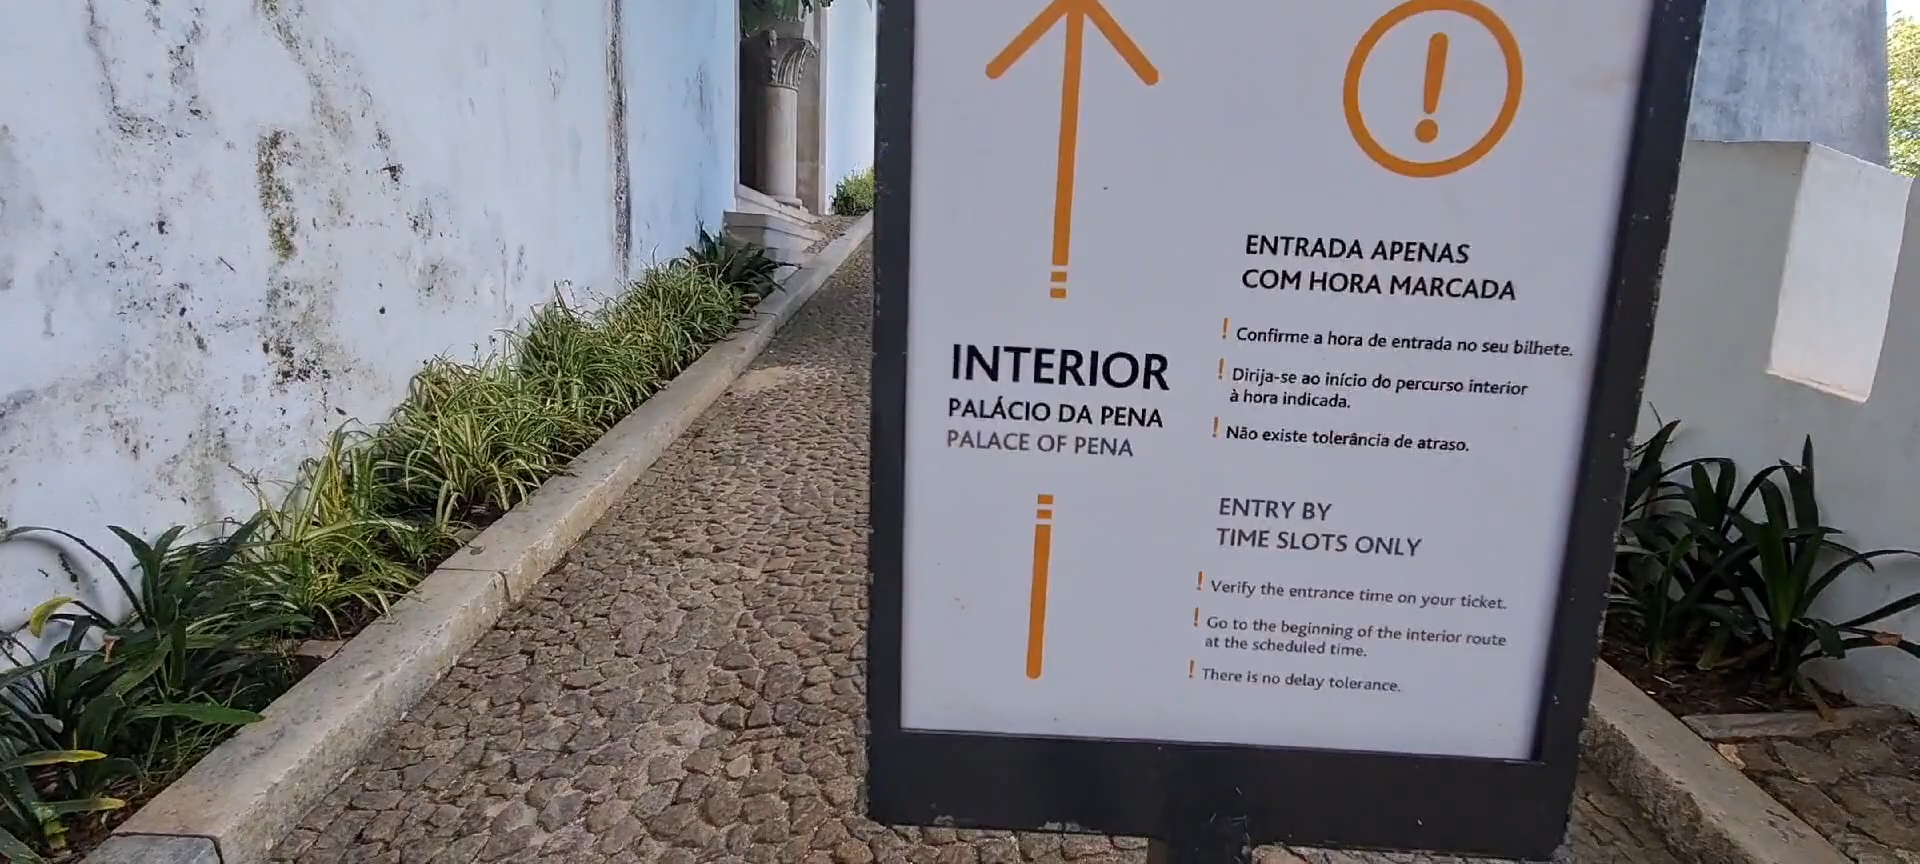 INTERIOR
PALÁCIO DA PENA
PALACE OF PENA
ENTRADA APENAS
COM HORA MARCADA
! Confirme a hora de entrada no seu bilhete.
! Dirija-se ao início do percurso interior
à hora indicada.
! Não existe tolerância de atraso.
ENTRY BY
TIME SLOTS ONLY
! Verify the entrance time on your ticket.
! Go to the beginning of the interior route
at the scheduled time.
! There is no delay tolerance.